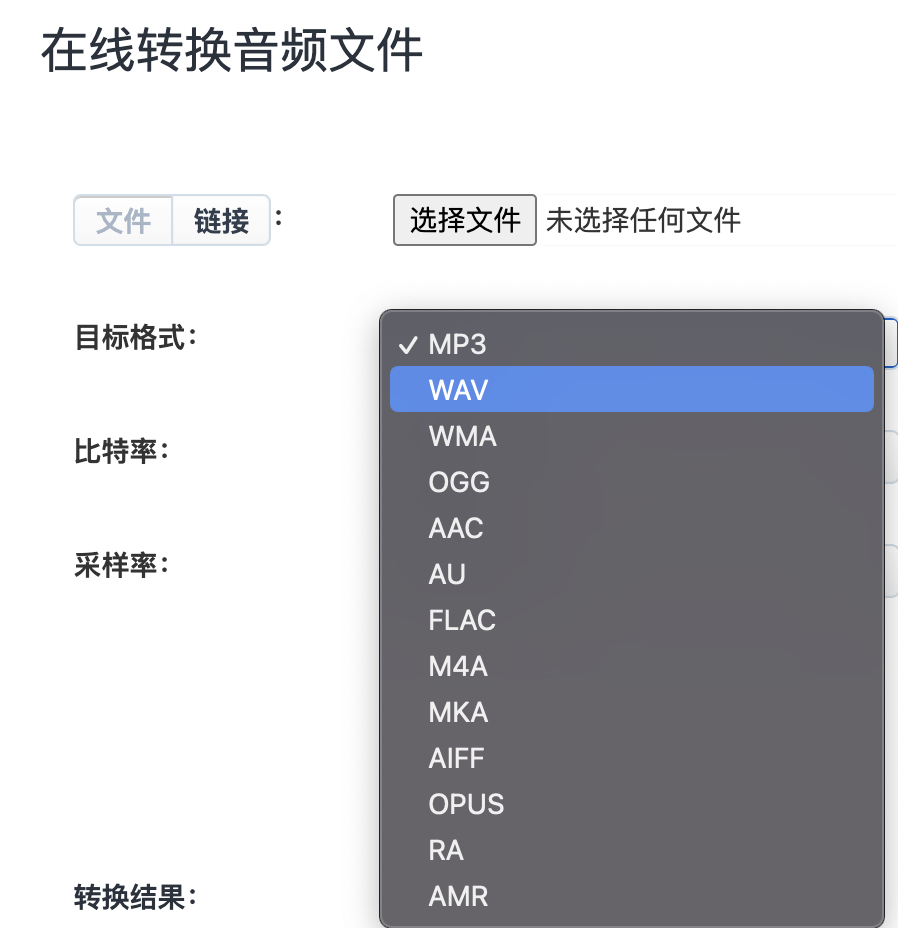 在线转换音频文件
文件 链接 : 选择文件 未选择任何文件
目标格式：
✓ MP3
WAV
WMA
OGG
AAC
AU
FLAC
M4A
MKA
AIFF
OPUS
RA
AMR
比特率：
采样率：
转换结果：